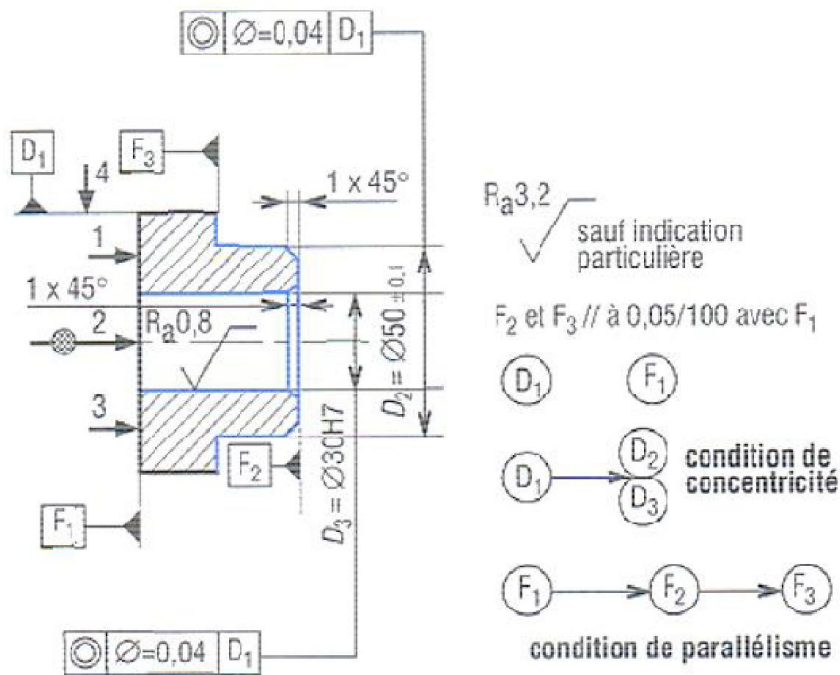 ◎ Ø=0,04 D₁
D₁
F₃
4
1 x 45°
1
1 x 45°
2
Rₐ0,8
3
D₂ = Ø50 ±0,1
D₃ = Ø30H7
F₂
F₁
◎ Ø=0,04 D₁
Rₐ3,2
sauf indication
particulière
F₂ et F₃ // à 0,05/100 avec F₁
D₁ F₁
D₁ D₂ D₃
condition de
concentricité
F₁ F₂ F₃
condition de parallélisme